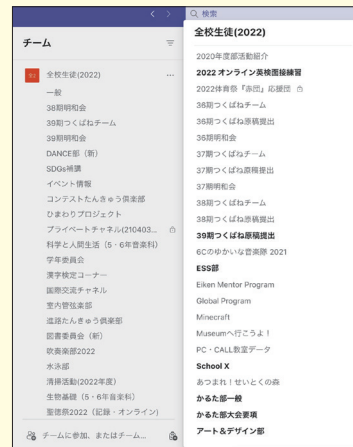 検索
チーム
全校生徒(2022)
一般
38期明和会
39期つくばねチーム
39期明和会
DANCE部（新）
SDGs補講
イベント情報
コンテストたんきゅう倶楽部
ひまわりプロジェクト
プライベートチャネル(210403...
科学と人間生活（5・6年音楽科）
学年委員会
漢字検定コーナー
国際交流チャネル
室内管弦楽部
進路たんきゅう倶楽部
図書委員会（新）
吹奏楽部2022
水泳部
清掃活動(2022年度)
生物基礎（5・6年音楽科）
聖徳祭2022（記録・オンライン)
チームに参加、またはチーム...
全校生徒(2022)
2020年度部活動紹介
2022 オンライン英検面接練習
2022体育祭『赤団』応援団
36期つくばねチーム
36期つくばね原稿提出
36期明和会
37期つくばねチーム
37期つくばね原稿提出
37期明和会
38期つくばねチーム
38期つくばね原稿提出
39期つくばね原稿提出
6Cのゆかいな音楽隊 2021
ESS部
Eiken Mentor Program
Global Program
Minecraft
Museumへ行こうよ！
PC・CALL教室データ
School X
あつまれ！せいとくの森
かるた部一般
かるた部大会要項
アート＆デザイン部